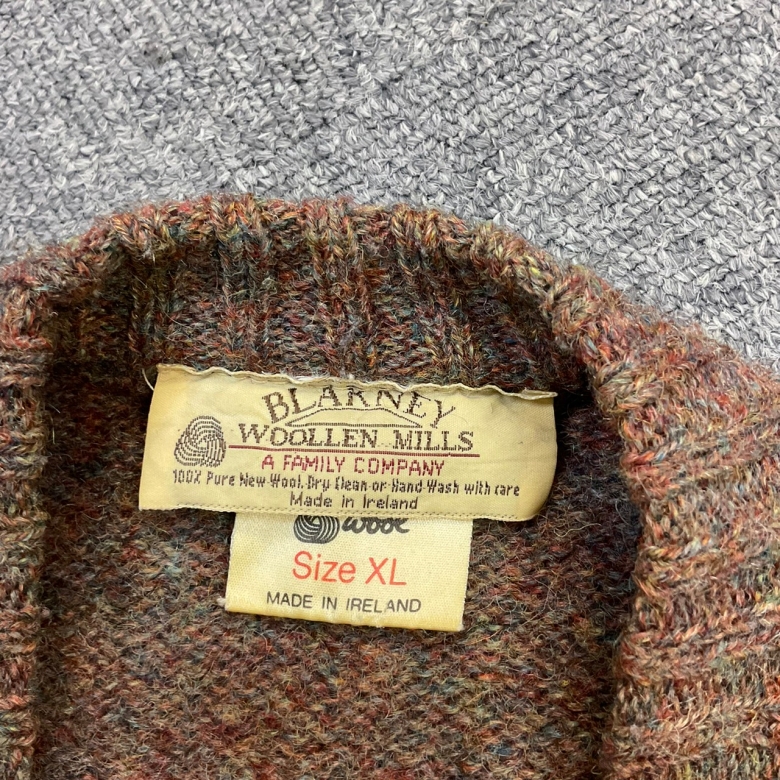 BLARNEY
WOOLLEN MILLS
A FAMILY COMPANY
100% Pure New Wool. Dry Clean or Hand Wash with care
Made in Ireland
wool
Size XL
MADE IN IRELAND